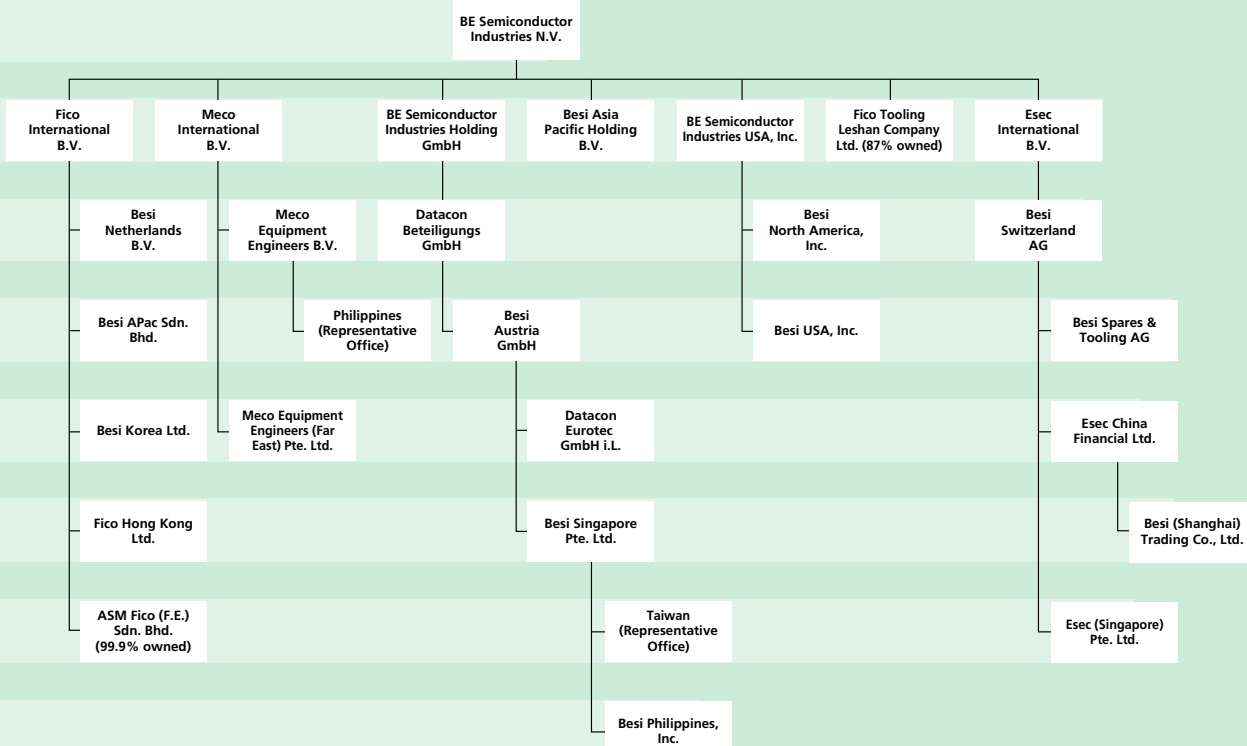 BE Semiconductor
Industries N.V.
Fico
International
B.V.
Meco
International
B.V.
BE Semiconductor
Industries Holding
GmbH
Besi Asia
Pacific Holding
B.V.
BE Semiconductor
Industries USA, Inc.
Fico Tooling
Leshan Company
Ltd. (87% owned)
Esec
International
B.V.
Besi
Netherlands
B.V.
Meco
Equipment
Engineers B.V.
Datacon
Beteiligungs
GmbH
Besi
North America,
Inc.
Besi
Switzerland
AG
Besi APac Sdn.
Bhd.
Philippines
(Representative
Office)
Besi
Austria
GmbH
Besi USA, Inc.
Besi Spares &
Tooling AG
Besi Korea Ltd.
Meco Equipment
Engineers (Far
East) Pte. Ltd.
Datacon
Eurotec
GmbH i.L.
Esec China
Financial Ltd.
Fico Hong Kong
Ltd.
Besi Singapore
Pte. Ltd.
Besi (Shanghai)
Trading Co., Ltd.
ASM Fico (F.E.)
Sdn. Bhd.
(99.9% owned)
Taiwan
(Representative
Office)
Esec (Singapore)
Pte. Ltd.
Besi Philippines,
Inc.